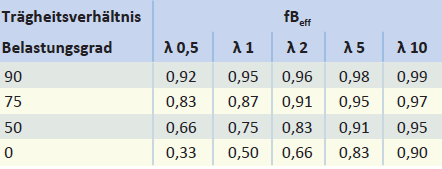 Trägheitsverhältnis fBeff
Belastungsgrad λ 0,5 λ 1 λ 2 λ 5 λ 10
90 0,92 0,95 0,96 0,98 0,99
75 0,83 0,87 0,91 0,95 0,97
50 0,66 0,75 0,83 0,91 0,95
0 0,33 0,50 0,66 0,83 0,90